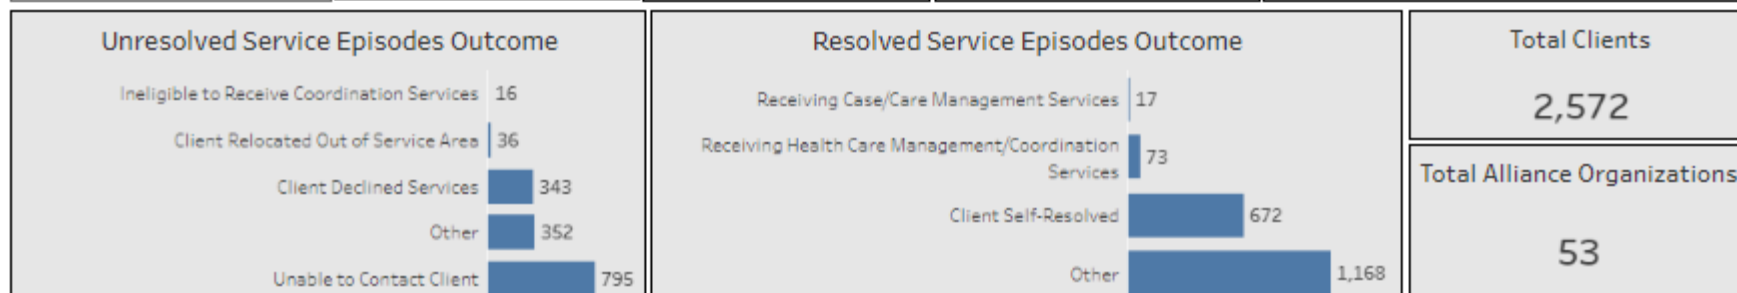 Unresolved Service Episodes Outcome
Ineligible to Receive Coordination Services 16
Client Relocated Out of Service Area 36
Client Declined Services 343
Other 352
Unable to Contact Client 795
Resolved Service Episodes Outcome
Receiving Case/Care Management Services 17
Receiving Health Care Management/Coordination
Services 73
Client Self-Resolved 672
Other 1,168
Total Clients
2,572
Total Alliance Organizations
53